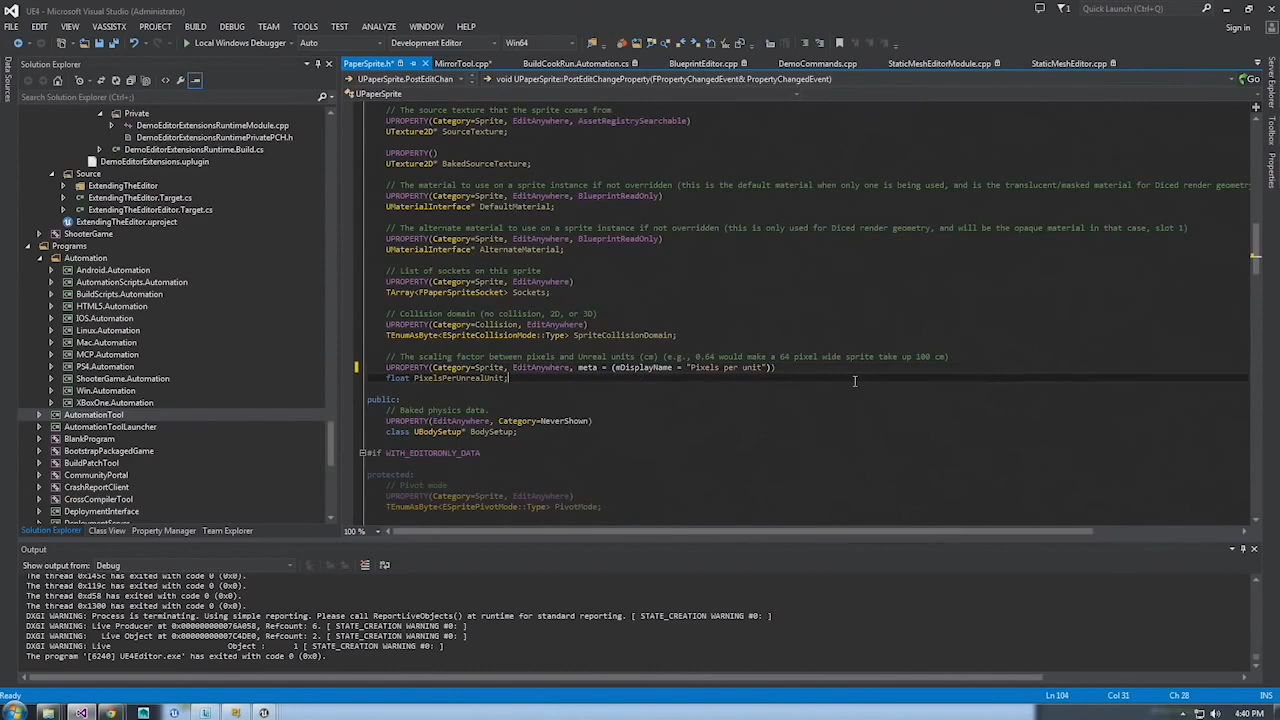 UE4 - Microsoft Visual Studio (Administrator)
Quick Launch (Ctrl+;)
FILE EDIT VIEW VASSISTX PROJECT BUILD DEBUG TEAM TOOLS TEST ANALYZE WINDOW HELP
Sign in
Local Windows Debugger Auto Development Editor Win64
Solution Explorer
PaperSprite.h* MirrorTool.cpp* BuildCookRun.Automation.cs BlueprintEditor.cpp DemoCommands.cpp StaticMeshEditorModule.cpp StaticMeshEditor.cpp
UPaperSprite.PostEditChan void UPaperSprite::PostEditChangeProperty(FPropertyChangedEvent& PropertyChangedEvent) Go
UPaperSprite
Search Solution Explorer (Ctrl+;)
Data Sources
Server Explorer
Toolbox
Properties
Private
DemoEditorExtensionsRuntimeModule.cpp
DemoEditorExtensionsRuntimePrivatePCH.h
DemoEditorExtensionsRuntime.Build.cs
DemoEditorExtensions.uplugin
Source
ExtendingTheEditor
ExtendingTheEditor.Target.cs
ExtendingTheEditorEditor.Target.cs
ExtendingTheEditor.uproject
ShooterGame
Programs
Automation
Android.Automation
AutomationScripts.Automation
BuildScripts.Automation
HTML5.Automation
IOS.Automation
Linux.Automation
Mac.Automation
MCP.Automation
PS4.Automation
ShooterGame.Automation
Win.Automation
XBoxOne.Automation
AutomationTool
AutomationToolLauncher
BlankProgram
BootstrapPackagedGame
BuildPatchTool
CommunityPortal
CrashReportClient
CrossCompilerTool
DeploymentInterface
Solution Explorer Class View Property Manager Team Explorer
// The source texture that the sprite comes from
UPROPERTY(Category=Sprite, EditAnywhere, AssetRegistrySearchable)
UTexture2D* SourceTexture;
UPROPERTY()
UTexture2D* BakedSourceTexture;
// The material to use on a sprite instance if not overridden (this is the default material when only one is being used, and is the translucent/masked material for Diced render geometry
UPROPERTY(Category=Sprite, EditAnywhere, BlueprintReadOnly)
UMaterialInterface* DefaultMaterial;
// The alternate material to use on a sprite instance if not overridden (this is only used for Diced render geometry, and will be the opaque material in that case, slot 1)
UPROPERTY(Category=Sprite, EditAnywhere, BlueprintReadOnly)
UMaterialInterface* AlternateMaterial;
// List of sockets on this sprite
UPROPERTY(Category=Sprite, EditAnywhere)
TArray<FPaperSpriteSocket> Sockets;
// Collision domain (no collision, 2D, or 3D)
UPROPERTY(Category=Collision, EditAnywhere)
TEnumAsByte<ESpriteCollisionMode::Type> SpriteCollisionDomain;
// The scaling factor between pixels and Unreal units (cm) (e.g., 0.64 would make a 64 pixel wide sprite take up 100 cm)
UPROPERTY(Category=Sprite, EditAnywhere, meta = (mDisplayName = "Pixels per unit"))
float PixelsPerUnrealUnit;
public:
// Baked physics data.
UPROPERTY(EditAnywhere, Category=NeverShown)
class UBodySetup* BodySetup;
#if WITH_EDITORONLY_DATA
protected:
// Pivot mode
UPROPERTY(Category=Sprite, EditAnywhere)
TEnumAsByte<ESpritePivotMode::Type> PivotMode;
100 %
Output
Show output from: Debug
The thread 0x145c has exited with code 0 (0x0).
The thread 0x119c has exited with code 0 (0x0).
The thread 0xd58 has exited with code 0 (0x0).
The thread 0x1300 has exited with code 0 (0x0).
DXGI WARNING: Process is terminating. Using simple reporting. Please call ReportLiveObjects() at runtime for standard reporting. [ STATE_CREATION WARNING #0: ]
DXGI WARNING: Live Producer at 0x000000000076A058, Refcount: 6. [ STATE_CREATION WARNING #0: ]
DXGI WARNING: Live Object at 0x00000000007C4DE0, Refcount: 2. [ STATE_CREATION WARNING #0: ]
DXGI WARNING: Live Object : 1 [ STATE_CREATION WARNING #0: ]
The program '[6240] UE4Editor.exe' has exited with code 0 (0x0).
Ready Ln 104 Col 31 Ch 28 INS
4:40 PM